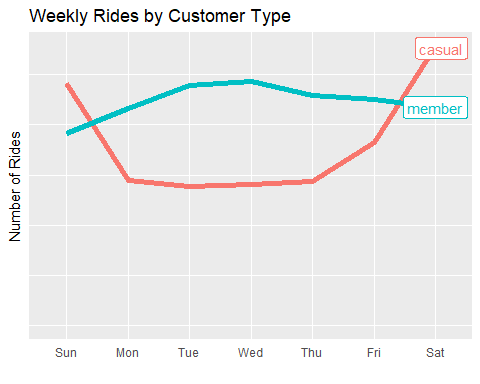 Weekly Rides by Customer Type
casual
member
Number of Rides
Sun Mon Tue Wed Thu Fri Sat